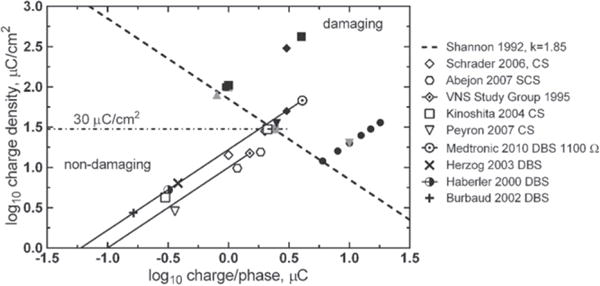 log10 charge density, μC/cm2
3.0
2.5
2.0
1.5
1.0
0.5
0.0
damaging
30 μC/cm2
non-damaging
-1.5 -1.0 -0.5 0.0 0.5 1.0 1.5
log10 charge/phase, μC
Shannon 1992, k=1.85
Schrader 2006, CS
Abejon 2007 SCS
VNS Study Group 1995
Kinoshita 2004 CS
Peyron 2007 CS
Medtronic 2010 DBS 1100 Ω
Herzog 2003 DBS
Haberler 2000 DBS
Burbaud 2002 DBS